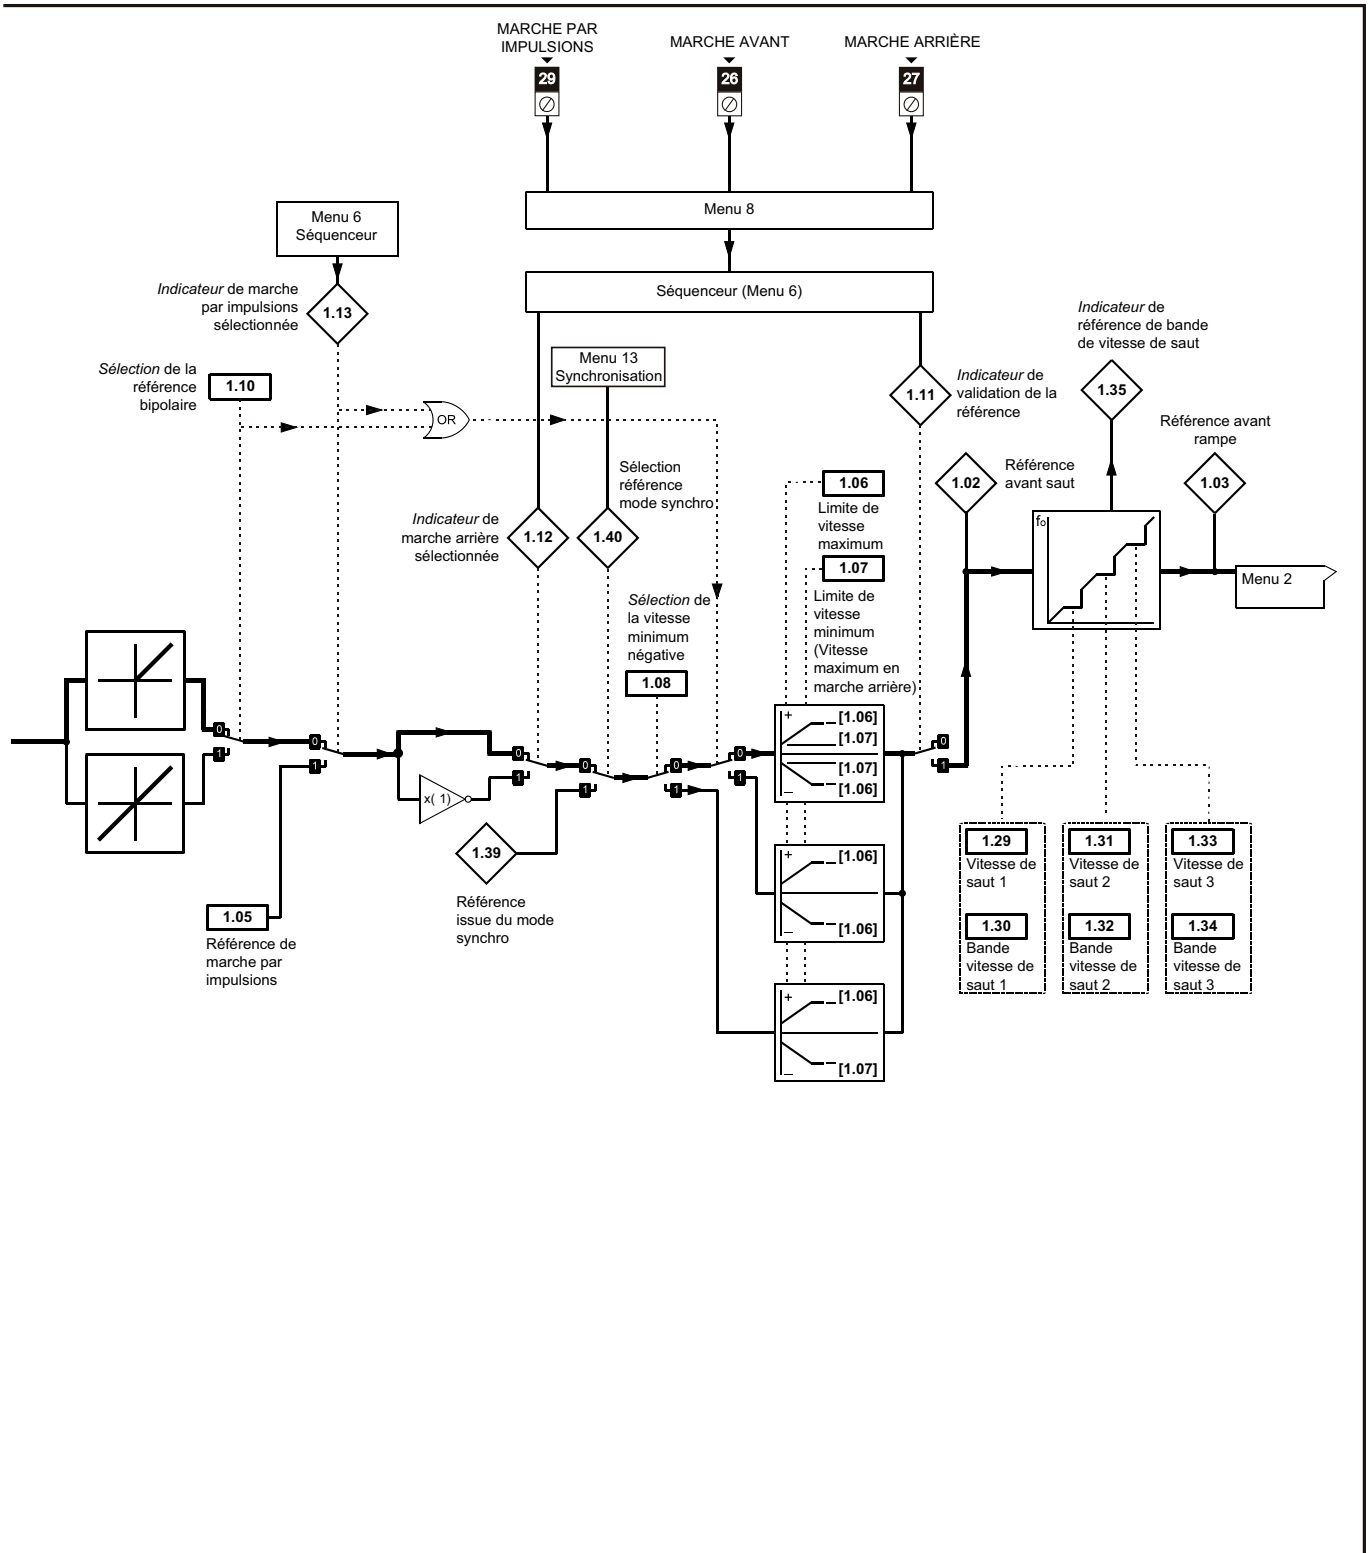 MARCHE PAR
IMPULSIONS
MARCHE AVANT
MARCHE ARRIÈRE
29
26
27
Menu 8
Menu 6
Séquenceur
Séquenceur (Menu 6)
Indicateur de marche
par impulsions
sélectionnée
1.13
Sélection de la
référence
bipolaire
1.10
OR
Menu 13
Synchronisation
1.11
Indicateur de
validation de la
référence
Indicateur de
référence de bande
de vitesse de saut
1.35
Référence avant
rampe
1.03
1.02
Référence
avant saut
Sélection
référence
mode synchro
Indicateur de
marche arrière
sélectionnée
1.12
1.40
1.06
Limite de
vitesse
maximum
1.07
Limite de
vitesse
minimum
(Vitesse
maximum en
marche arrière)
Sélection de
la vitesse
minimum
négative
1.08
fo
Menu 2
0
1
0
1
x( 1)
0
1
0
1
0
1
0
1
+
[1.06]
[1.07]
[1.07]
[1.06]
_
0
1
1.39
Référence
issue du mode
synchro
1.05
Référence de
marche par
impulsions
+
[1.06]
[1.06]
_
+
[1.06]
[1.07]
_
1.29
Vitesse de
saut 1
1.30
Bande
vitesse de
saut 1
1.31
Vitesse de
saut 2
1.32
Bande
vitesse de
saut 2
1.33
Vitesse de
saut 3
1.34
Bande
vitesse de
saut 3